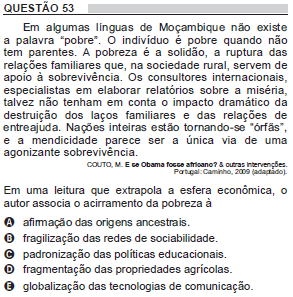 QUESTÃO 53
Em algumas línguas de Moçambique não existe
a palavra “pobre”. O indivíduo é pobre quando não
tem parentes. A pobreza é a solidão, a ruptura das
relações familiares que, na sociedade rural, servem de
apoio à sobrevivência. Os consultores internacionais,
especialistas em elaborar relatórios sobre a miséria,
talvez não tenham em conta o impacto dramático da
destruição dos laços familiares e das relações de
entreajuda. Nações inteiras estão tornando-se “órfãs”,
e a mendicidade parece ser a única via de uma
agonizante sobrevivência.
COUTO, M. E se Obama fosse africano? & outras intervenções.
Portugal: Caminho, 2009 (adaptado).
Em uma leitura que extrapola a esfera econômica, o
autor associa o acirramento da pobreza à
A afirmação das origens ancestrais.
B fragilização das redes de sociabilidade.
C padronização das políticas educacionais.
D fragmentação das propriedades agrícolas.
E globalização das tecnologias de comunicação.